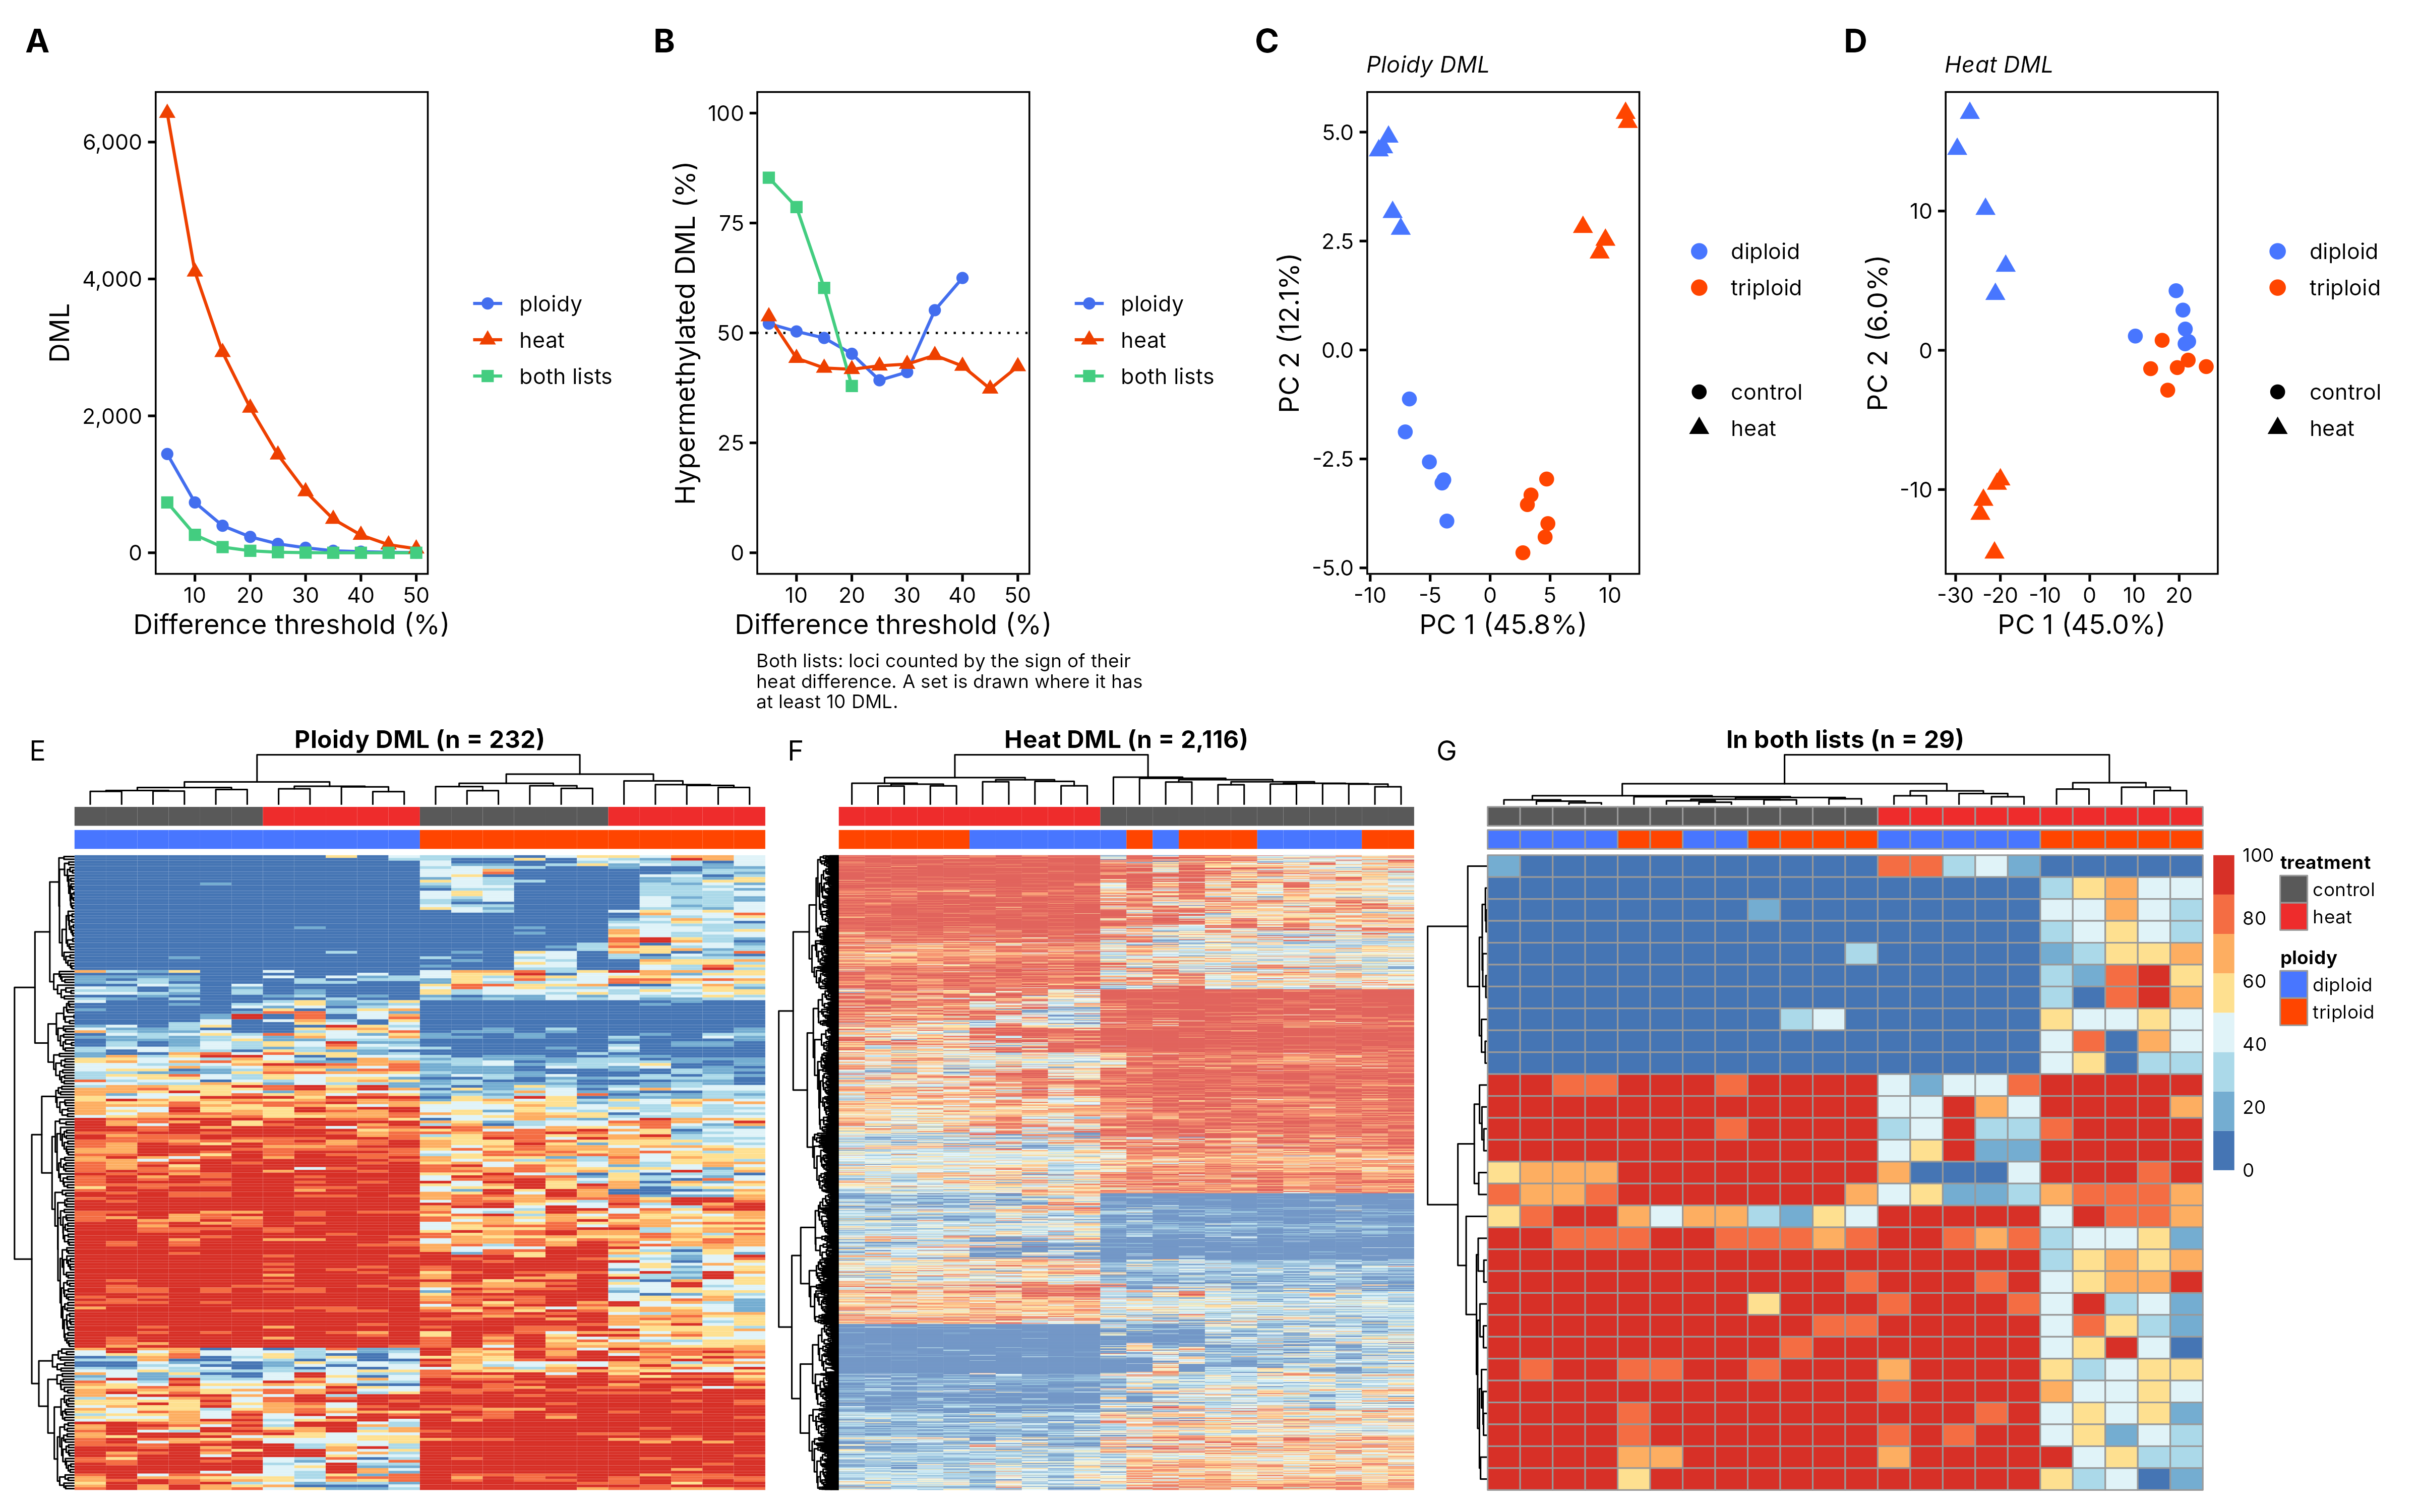 A
DML
6,000
4,000
2,000
0
10 20 30 40 50
Difference threshold (%)
ploidy
heat
both lists
B
Hypermethylated DML (%)
100
75
50
25
0
10 20 30 40 50
Difference threshold (%)
Both lists: loci counted by the sign of their
heat difference. A set is drawn where it has
at least 10 DML.
ploidy
heat
both lists
C
Ploidy DML
PC 2 (12.1%)
5.0
2.5
0.0
-2.5
-5.0
-10 -5 0 5 10
PC 1 (45.8%)
diploid
triploid
control
heat
D
Heat DML
PC 2 (6.0%)
10
0
-10
-30 -20 -10 0 10 20
PC 1 (45.0%)
diploid
triploid
control
heat
E
Ploidy DML (n = 232)
F
Heat DML (n = 2,116)
G
In both lists (n = 29)
100
80
60
40
20
0
treatment
control
heat
ploidy
diploid
triploid